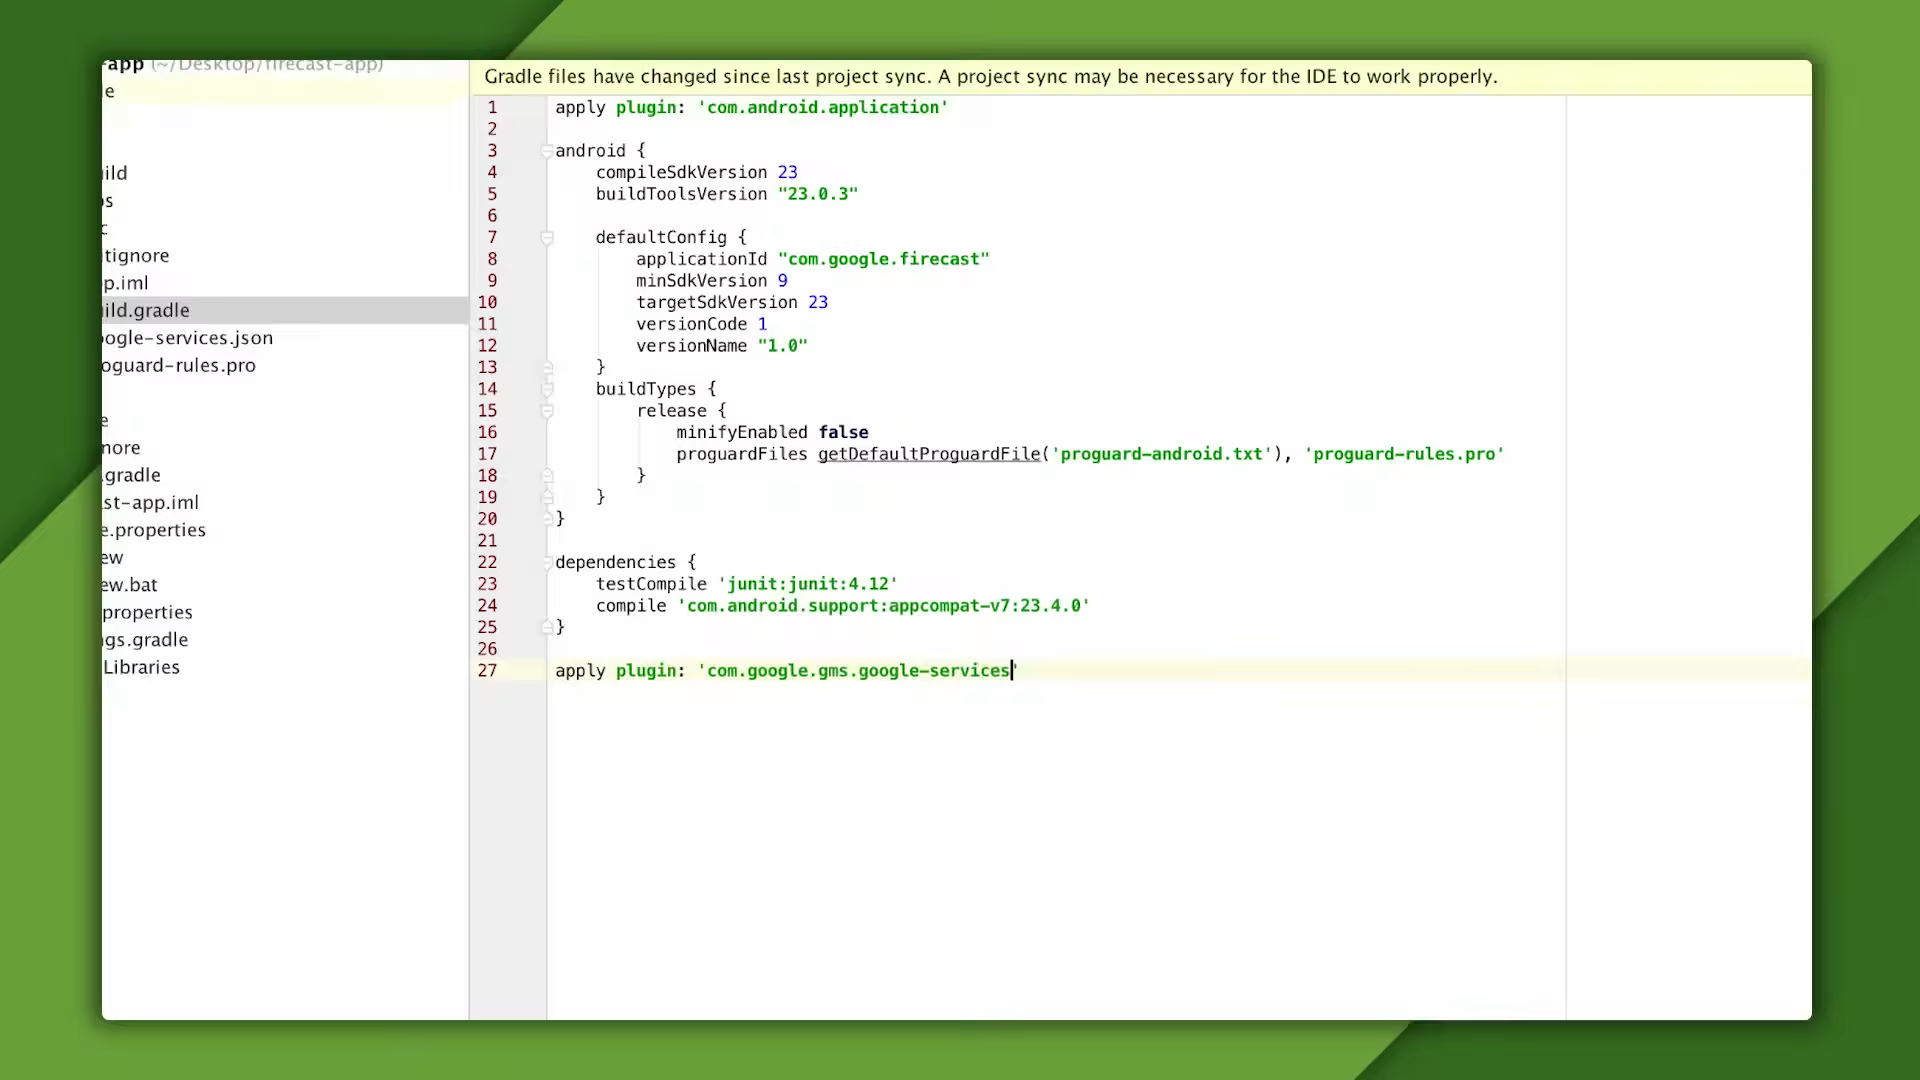 -app (~/Desktop/firecast-app)
e
ild
os
c
tignore
p.iml
ild.gradle
oogle-services.json
oguard-rules.pro
e
nore
.gradle
st-app.iml
e.properties
ew
ew.bat
properties
gs.gradle
Libraries
Gradle files have changed since last project sync. A project sync may be necessary for the IDE to work properly.
1 apply plugin: 'com.android.application'
2
3 android {
4 compileSdkVersion 23
5 buildToolsVersion "23.0.3"
6
7 defaultConfig {
8 applicationId "com.google.firecast"
9 minSdkVersion 9
10 targetSdkVersion 23
11 versionCode 1
12 versionName "1.0"
13 }
14 buildTypes {
15 release {
16 minifyEnabled false
17 proguardFiles getDefaultProguardFile('proguard-android.txt'), 'proguard-rules.pro'
18 }
19 }
20 }
21
22 dependencies {
23 testCompile 'junit:junit:4.12'
24 compile 'com.android.support:appcompat-v7:23.4.0'
25 }
26
27 apply plugin: 'com.google.gms.google-services'